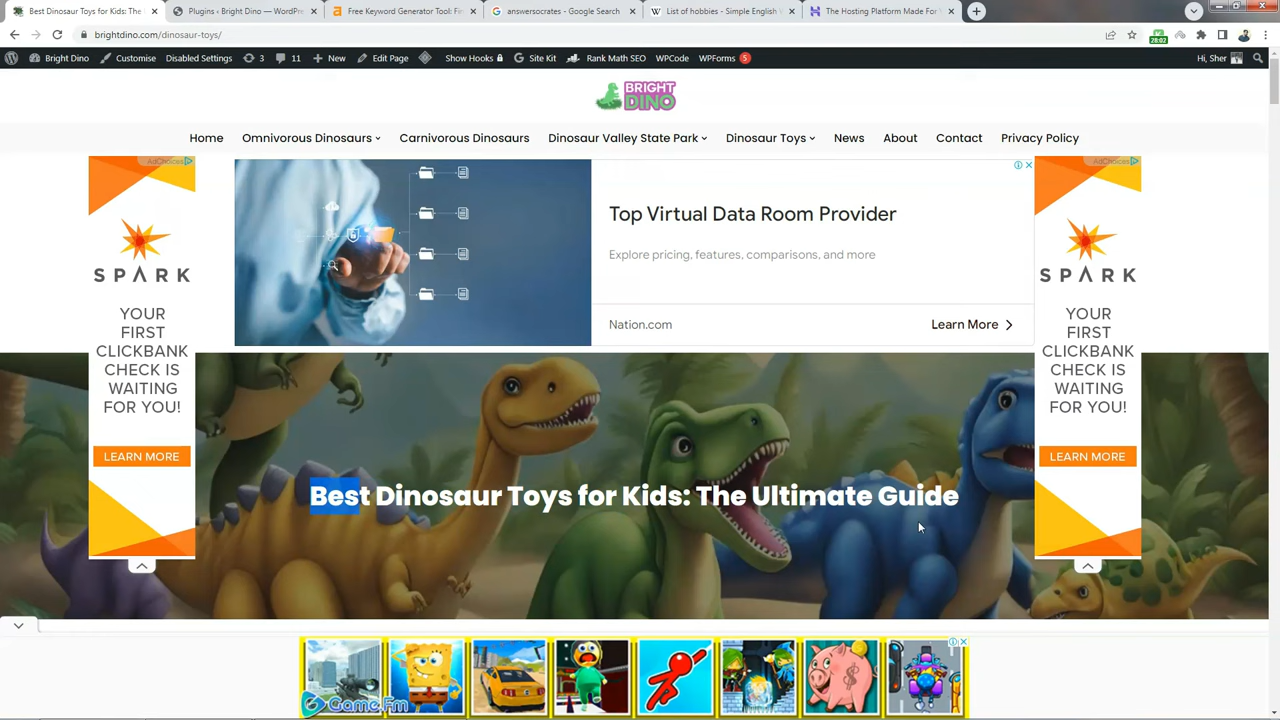 Best Dinosaur Toys for Kids: The
Plugins ‹ Bright Dino — WordPre
Free Keyword Generator Tool: Fin
answersocrates - Google Search
List of hobbies - Simple English W
The Hosting Platform Made For
brightdino.com/dinosaur-toys/
28:02
Bright Dino
Customise
Disabled Settings
3
11
New
Edit Page
Show Hooks
Site Kit
Rank Math SEO
WPCode
WPForms
5
Hi, Sher
BRIGHT
DINO
Home
Omnivorous Dinosaurs
Carnivorous Dinosaurs
Dinosaur Valley State Park
Dinosaur Toys
News
About
Contact
Privacy Policy
AdChoices
SPARK
YOUR
FIRST
CLICKBANK
CHECK IS
WAITING
FOR YOU!
LEARN MORE
Top Virtual Data Room Provider
Explore pricing, features, comparisons, and more
Nation.com
Learn More
AdChoices
SPARK
YOUR
FIRST
CLICKBANK
CHECK IS
WAITING
FOR YOU!
LEARN MORE
Best Dinosaur Toys for Kids: The Ultimate Guide
Game.Fm